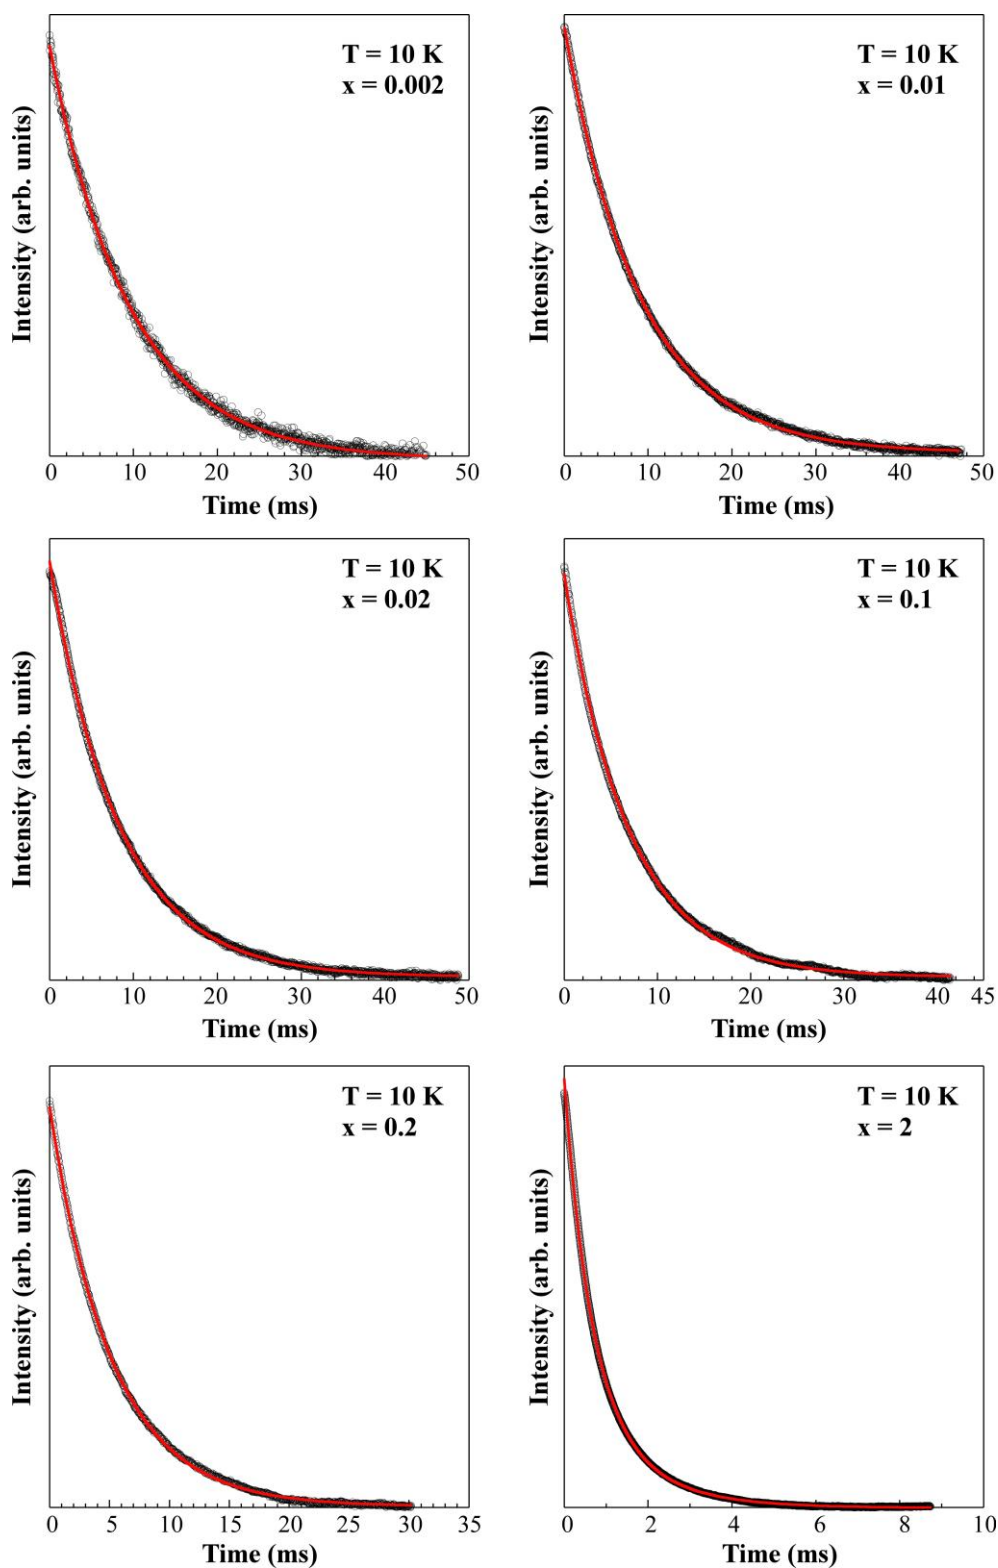 T = 10 K
x = 0.002
Intensity (arb. units)
0 10 20 30 40 50
Time (ms)
T = 10 K
x = 0.01
Intensity (arb. units)
0 10 20 30 40 50
Time (ms)
T = 10 K
x = 0.02
Intensity (arb. units)
0 10 20 30 40 50
Time (ms)
T = 10 K
x = 0.1
Intensity (arb. units)
0 10 20 30 45
Time (ms)
T = 10 K
x = 0.2
Intensity (arb. units)
0 5 10 15 20 25 30 35
Time (ms)
T = 10 K
x = 2
Intensity (arb. units)
0 2 4 6 8 10
Time (ms)